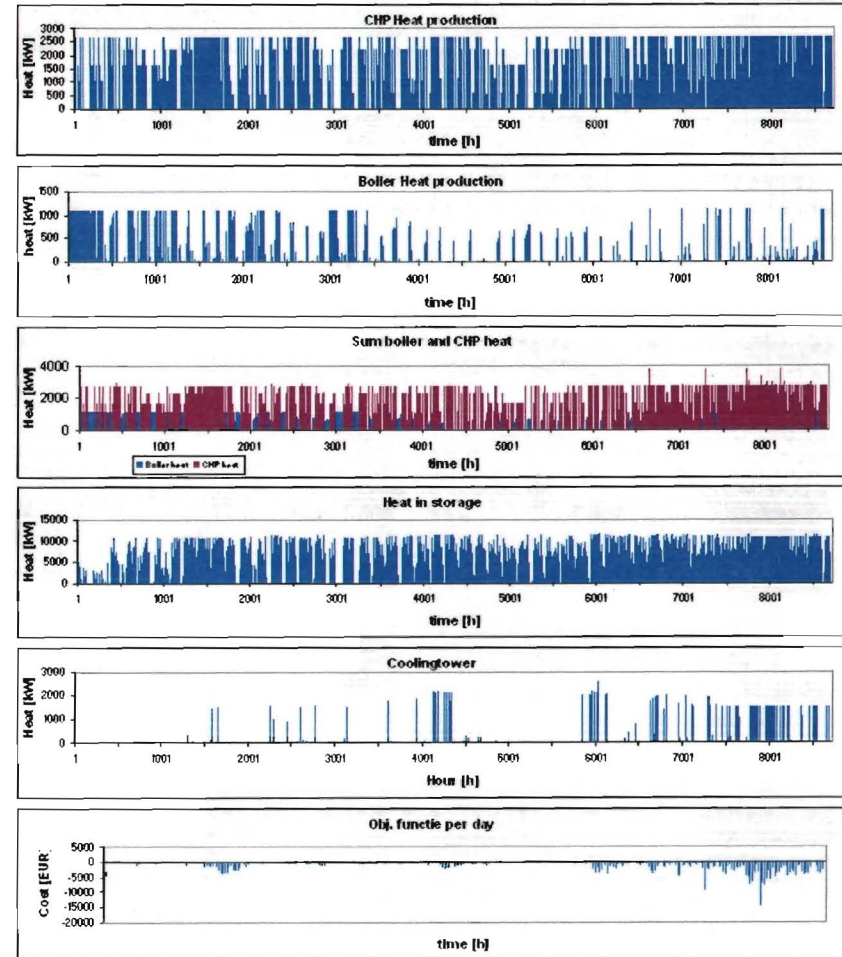 CHP Heat production
Heat [kW]
3000
2500
2000
1500
1000
500
0
1 1001 2001 3001 4001 5001 6001 7001 8001
time [h]
Boiler Heat production
heat [kW]
1500
1000
500
0
1 1001 2001 3001 4001 5001 6001 7001 8001
time [h]
Sum boiler and CHP heat
Heat [kW]
4000
2000
0
1 1001 2001 3001 4001 5001 6001 7001 8001
Boiler heat CHP heat
time [h]
Heat in storage
Heat [kW]
15000
10000
5000
0
1 1001 2001 3001 4001 5001 6001 7001 8001
time [h]
Coolingtower
Heat [kW]
3000
2000
1000
0
1 1001 2001 3001 4001 5001 6001 7001 8001
Hour [h]
Obj. functie per day
Cost [EUR]
5000
0
-5000
-10000
-15000
-20000
time [h]